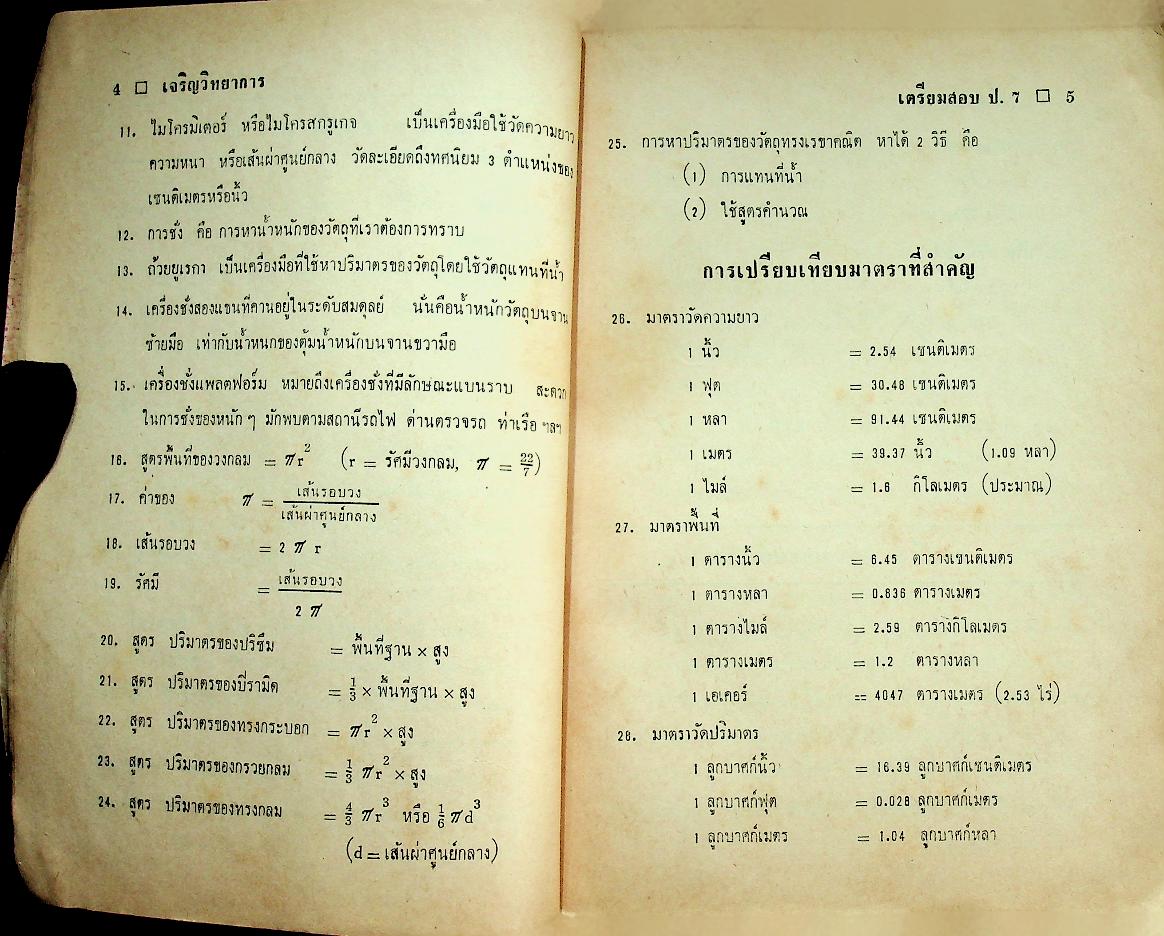 4 □ เจริญวิทยาการ
11. ไมโครมิเตอร์ หรือไมโครสกรูเกจ เป็นเครื่องมือใช้วัดความยาว
ความหนา หรือเส้นผ่าศูนย์กลาง วัดละเอียดถึงทศนิยม 3 ตำแหน่งของ
เซนติเมตรหรือนิ้ว
12. การชั่ง คือ การหาน้ำหนักของวัตถุที่เราต้องการทราบ
13. ถ้วยยูเรกา เป็นเครื่องมือที่ใช้หาปริมาตรของวัตถุโดยใช้วัตถุแทนที่น้ำ
14. เครื่องชั่งสองแขนที่คานอยู่ในระดับสมดุลย์ นั่นคือน้ำหนักวัตถุบนจาน
ซ้ายมือ เท่ากับน้ำหนกของตุ้มน้ำหนักบนจานขวามือ
15. เครื่องชั่งแพลตฟอร์ม หมายถึงเครื่องชั่งที่มีลักษณะแบนราบ สะดวก
ในการชั่งของหนัก ๆ มักพบตามสถานีรถไฟ ด่านตรวจรถ ท่าเรือ ฯลฯ
16. สูตรพื้นที่ของวงกลม = πr² (r = รัศมีวงกลม, π = 22/7)
17. ค่าของ π = เส้นรอบวง / เส้นผ่าศูนย์กลาง
18. เส้นรอบวง = 2 π r
19. รัศมี = เส้นรอบวง / 2 π
20. สูตร ปริมาตรของปริซึม = พื้นที่ฐาน × สูง
21. สูตร ปริมาตรของปิรามิด = 1/3 × พื้นที่ฐาน × สูง
22. สูตร ปริมาตรของทรงกระบอก = πr² × สูง
23. สูตร ปริมาตรของกรวยกลม = 1/3 πr² × สูง
24. สูตร ปริมาตรของทรงกลม = 4/3 πr³ หรือ 1/6 πd³
(d = เส้นผ่าศูนย์กลาง)
เตรียมสอบ ป. 7 □ 5
25. การหาปริมาตรของวัตถุทรงเรขาคณิต หาได้ 2 วิธี คือ
(1) การแทนที่น้ำ
(2) ใช้สูตรคำนวณ
การเปรียบเทียบมาตราที่สำคัญ
26. มาตราวัดความยาว
1 นิ้ว = 2.54 เซนติเมตร
1 ฟุต = 30.48 เซนติเมตร
1 หลา = 91.44 เซนติเมตร
1 เมตร = 39.37 นิ้ว (1.09 หลา)
1 ไมล์ = 1.6 กิโลเมตร (ประมาณ)
27. มาตราพื้นที่
1 ตารางนิ้ว = 6.45 ตารางเซนติเมตร
1 ตารางหลา = 0.836 ตารางเมตร
1 ตารางไมล์ = 2.59 ตารางกิโลเมตร
1 ตารางเมตร = 1.2 ตารางหลา
1 เอเคอร์ = 4047 ตารางเมตร (2.53 ไร่)
28. มาตราวัดปริมาตร
1 ลูกบาศก์นิ้ว = 16.39 ลูกบาศก์เซนติเมตร
1 ลูกบาศก์ฟุต = 0.028 ลูกบาศก์เมตร
1 ลูกบาศก์เมตร = 1.04 ลูกบาศก์หลา